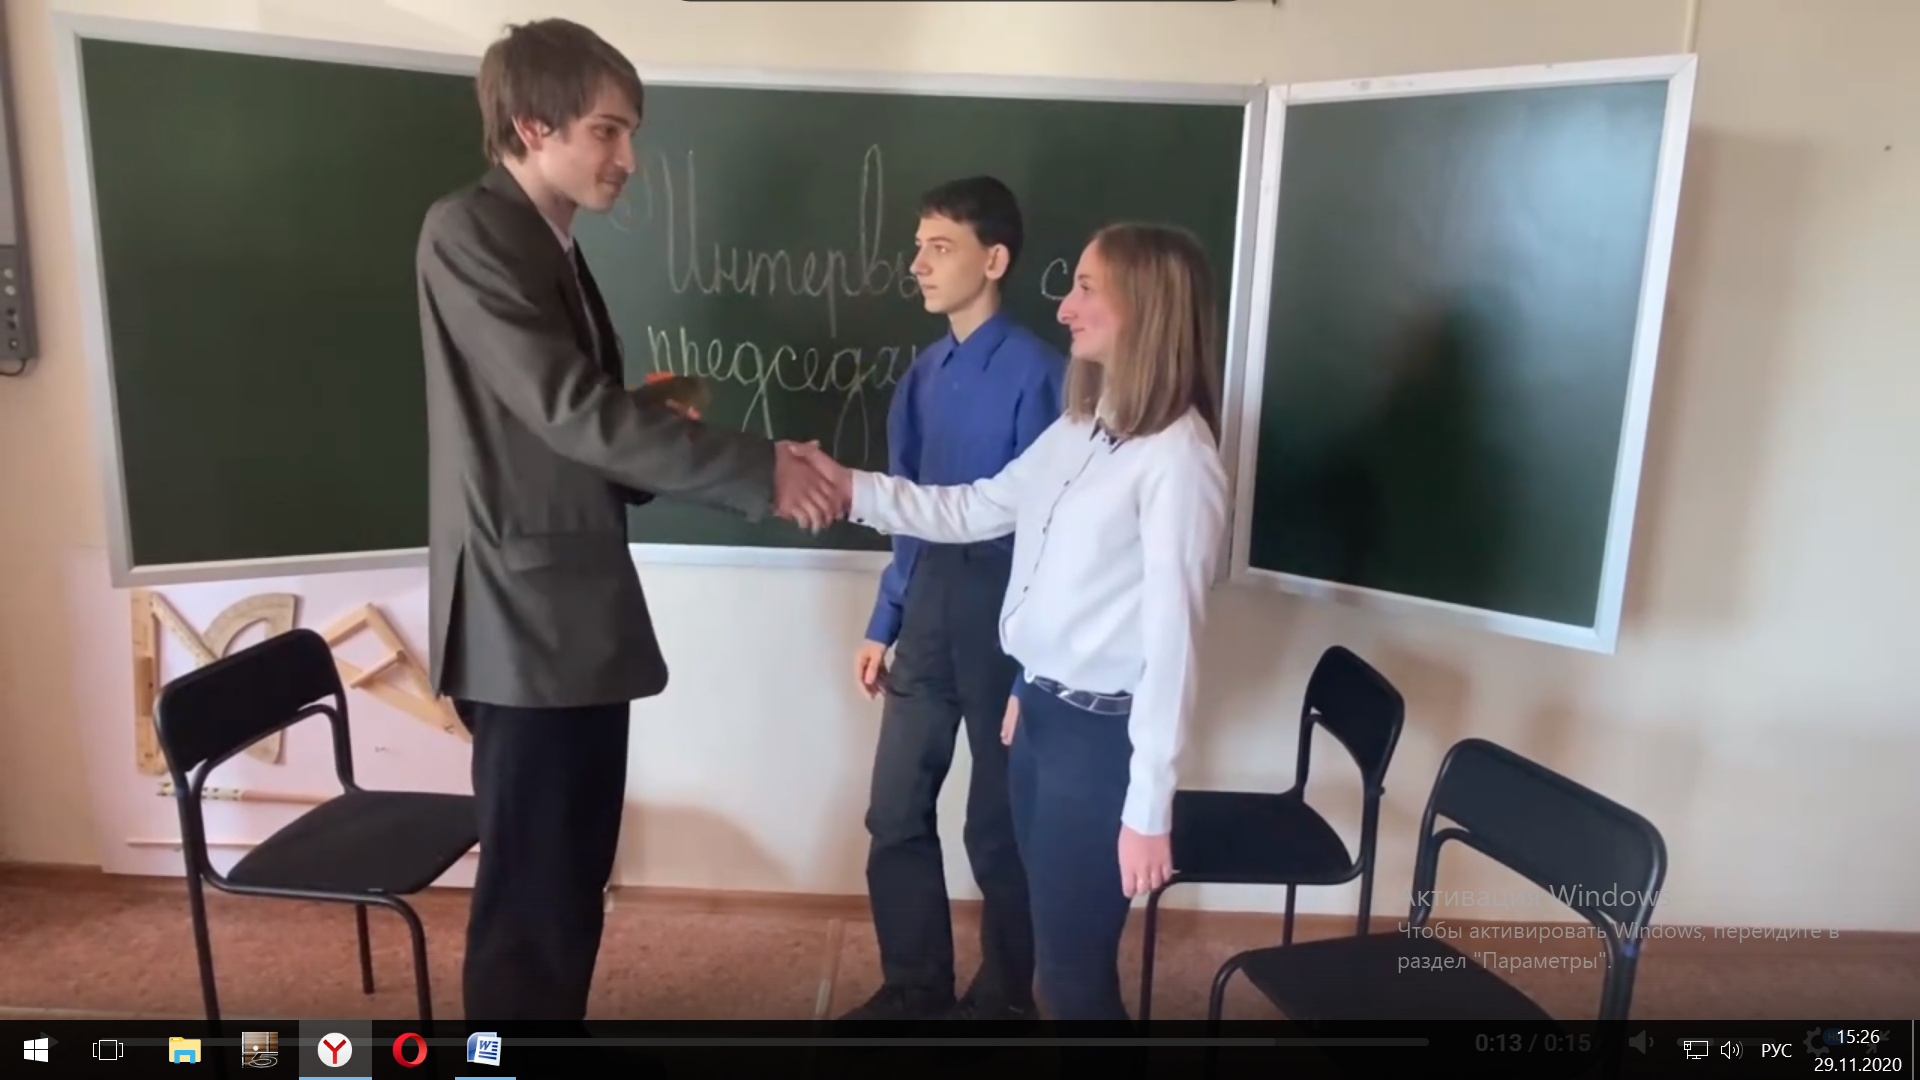 Интервь с
председа
Активация Windows
Чтобы активировать Windows, перейдите в
раздел "Параметры".
0:13 / 0:15
РУС
15:26
29.11.2020